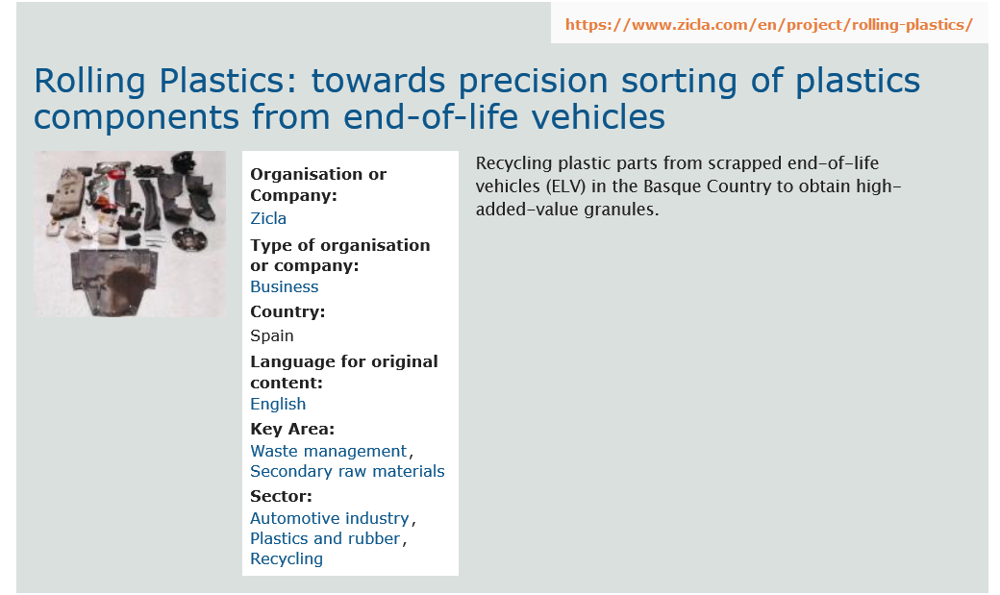 https://www.zicla.com/en/project/rolling-plastics/
Rolling Plastics: towards precision sorting of plastics
components from end-of-life vehicles
Organisation or
Company:
Zicla
Type of organisation
or company:
Business
Country:
Spain
Language for original
content:
English
Key Area:
Waste management,
Secondary raw materials
Sector:
Automotive industry,
Plastics and rubber,
Recycling
Recycling plastic parts from scrapped end-of-life
vehicles (ELV) in the Basque Country to obtain high-
added-value granules.